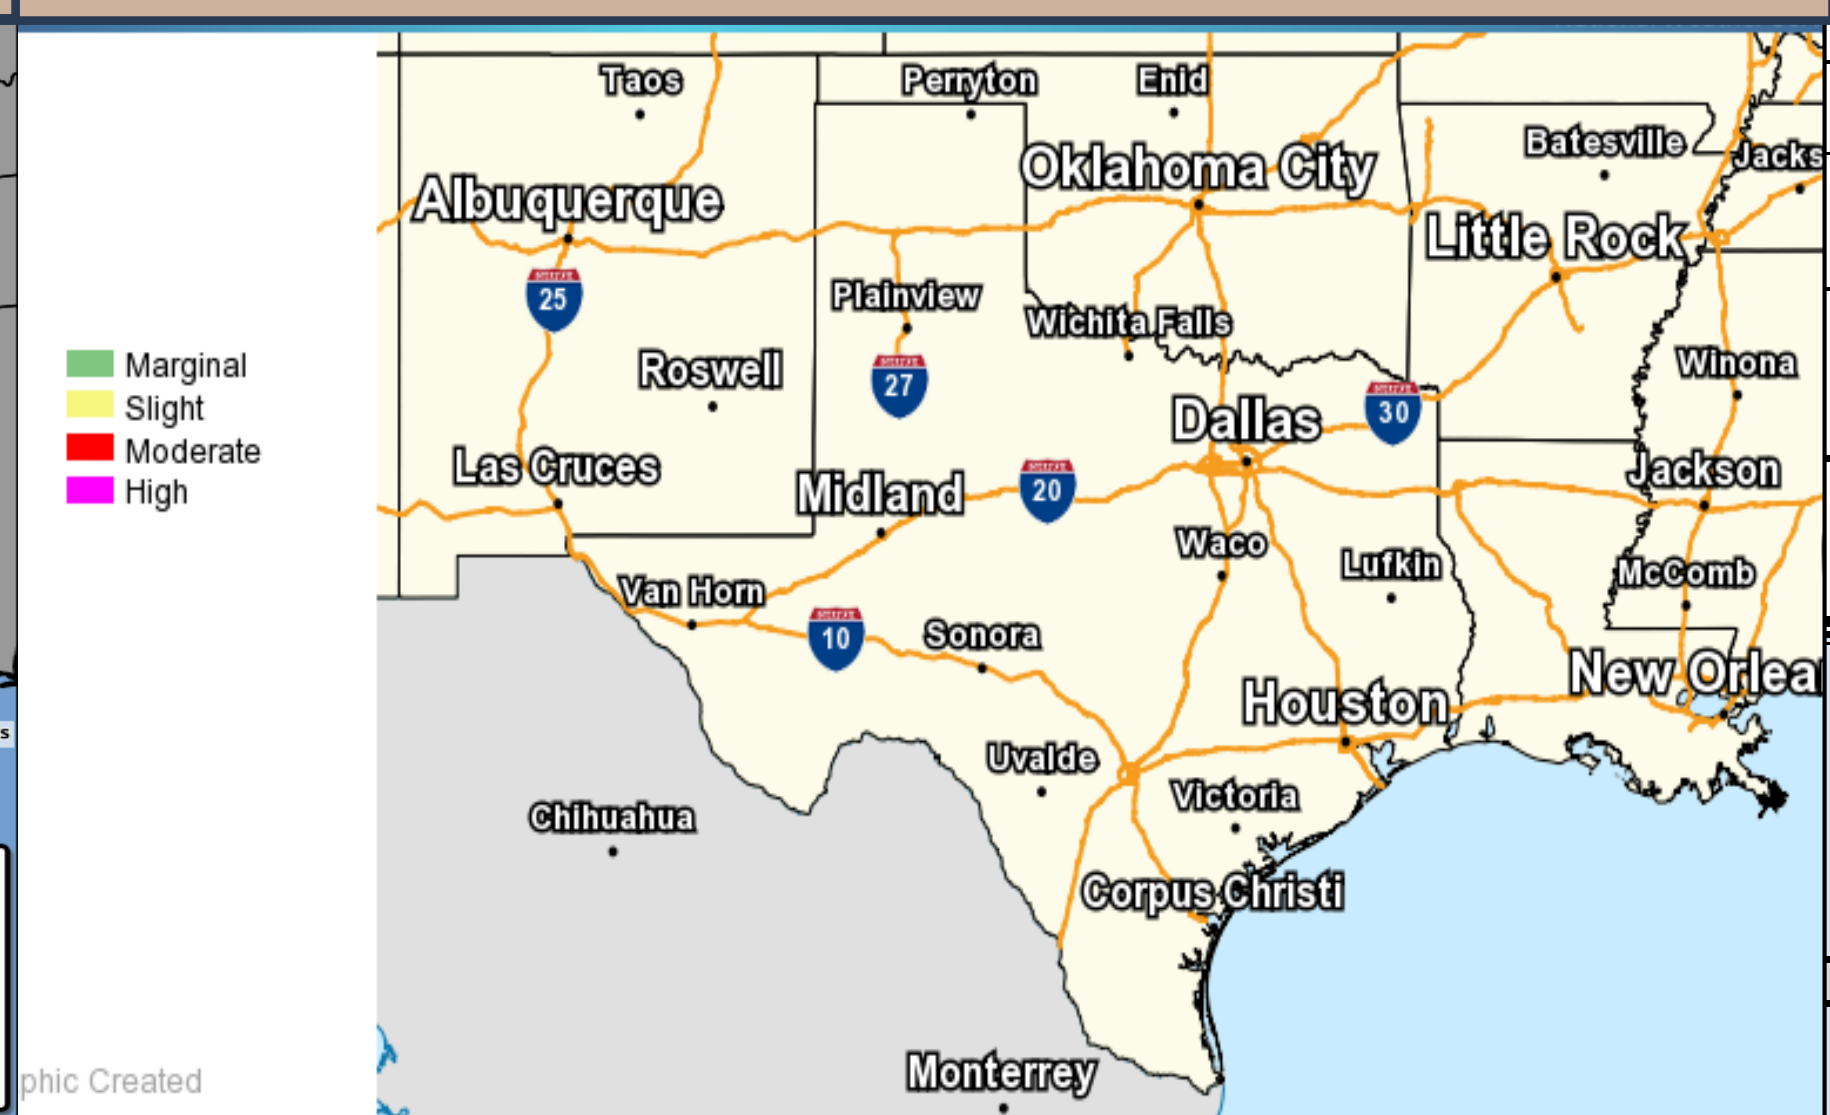 Taos
Perryton
Enid
Batesville
Jacks
Oklahoma City
Albuquerque
Little Rock
25
Plainview
Wichita Falls
Roswell
27
30
Winona
Marginal
Slight
Moderate
High
Dallas
Las Cruces
Midland
20
Jackson
Waco
Lufkin
McComb
Van Horn
10
Sonora
New Orlea
Houston
s
Uvalde
Victoria
Chihuahua
Corpus Christi
Monterrey
phic Created